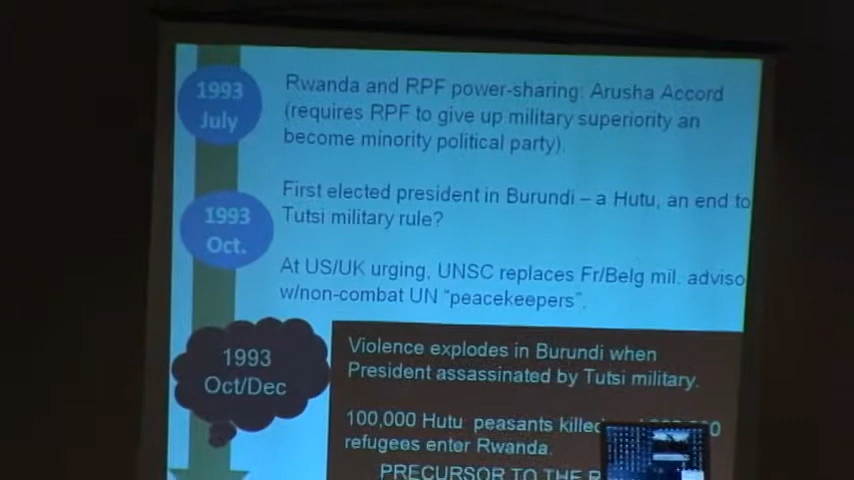 1993
July
Rwanda and RPF power-sharing: Arusha Accord
(requires RPF to give up military superiority an
become minority political party).
1993
Oct.
First elected president in Burundi – a Hutu, an end to
Tutsi military rule?
At US/UK urging, UNSC replaces Fr/Belg mil. adviso
w/non-combat UN "peacekeepers".
1993
Oct/Dec
Violence explodes in Burundi when
President assassinated by Tutsi military.
100,000 Hutu peasants killed
refugees enter Rwanda.
PRECURSOR TO THE R